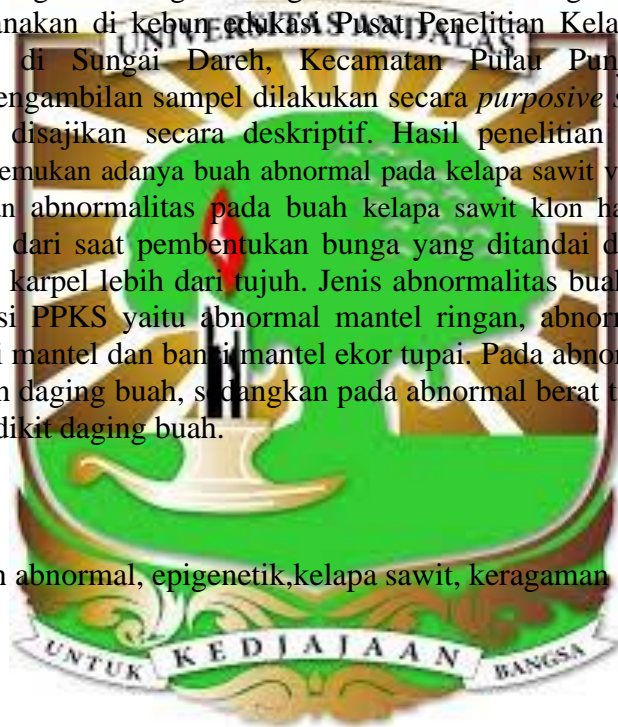 anakan di kebun edukasi Pusat Penelitian Kela
UNIVERSITAS ANDALAS
di Sungai Dareh, Kecamatan Pulau Punj
engambilan sampel dilakukan secara purposive s
disajikan secara deskriptif. Hasil penelitian
emukan adanya buah abnormal pada kelapa sawit v
an abnormalitas pada buah kelapa sawit klon ha
dari saat pembentukan bunga yang ditandai d
karpel lebih dari tujuh. Jenis abnormalitas buah
si PPKS yaitu abnormal mantel ringan, abnorm
i mantel dan banci mantel ekor tupai. Pada abnor
n daging buah, sedangkan pada abnormal berat t
dikit daging buah.
n abnormal, epigenetik,kelapa sawit, keragaman
UNTUK KEDJAJAAN BANGSA